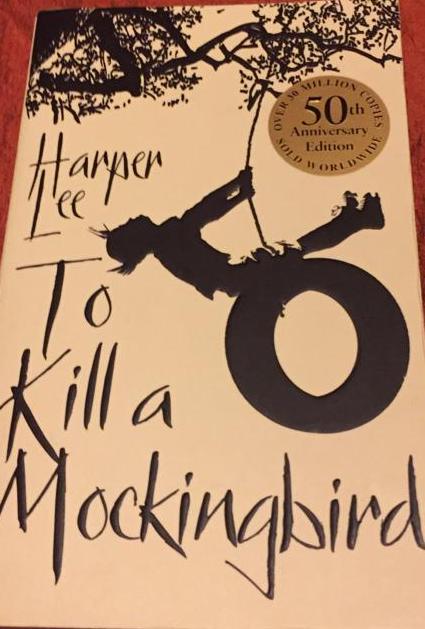 OVER 30 MILLION COPIES
50th
Anniversary
Edition
SOLD WORLDWIDE
Harper
Lee
To
Kill a
Mockingbird